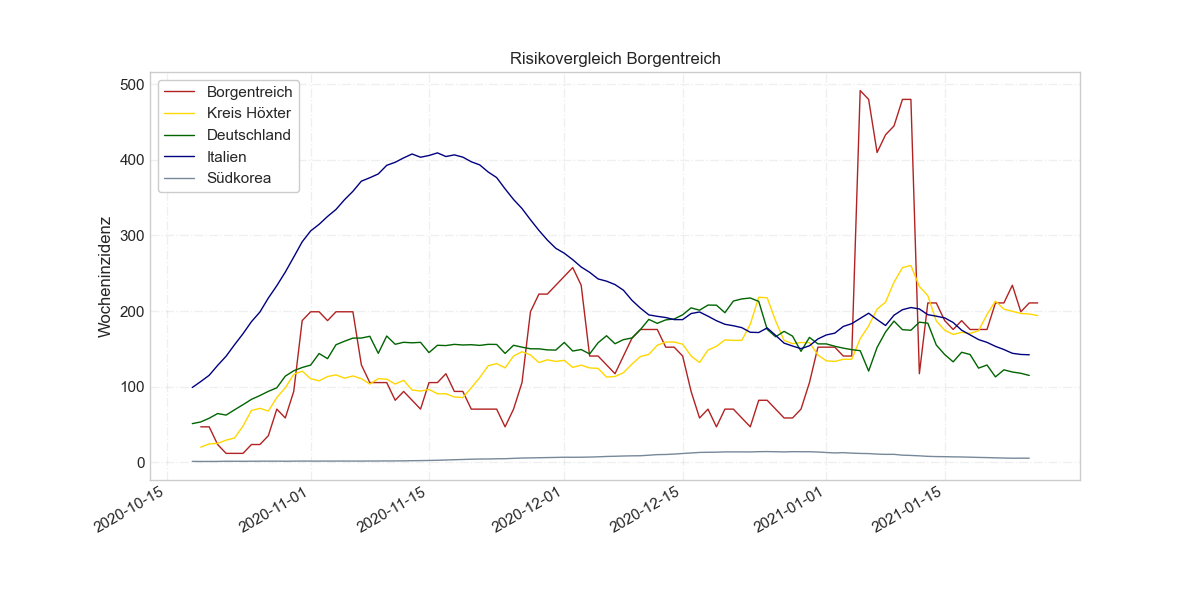 Risikovergleich Borgentreich
Wocheninzidenz
500
400
300
200
100
0
Borgentreich
Kreis Höxter
Deutschland
Italien
Südkorea
2020-10-15
2020-11-01
2020-11-15
2020-12-01
2020-12-15
2021-01-01
2021-01-15